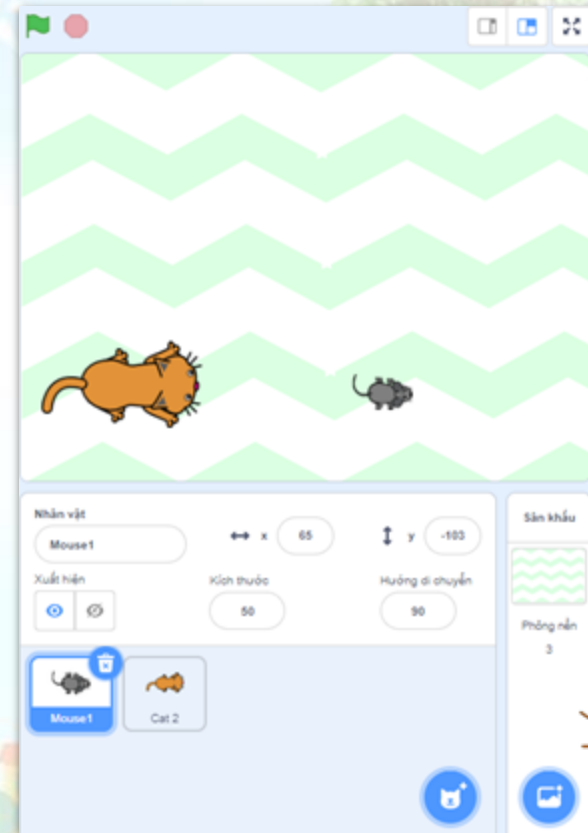 Nhân vật
Mouse1
x 65
y -103
Xuất hiện
Kích thước
50
Hướng di chuyển
90
Mouse1
Cat 2
Sân khấu
Phông nền
3